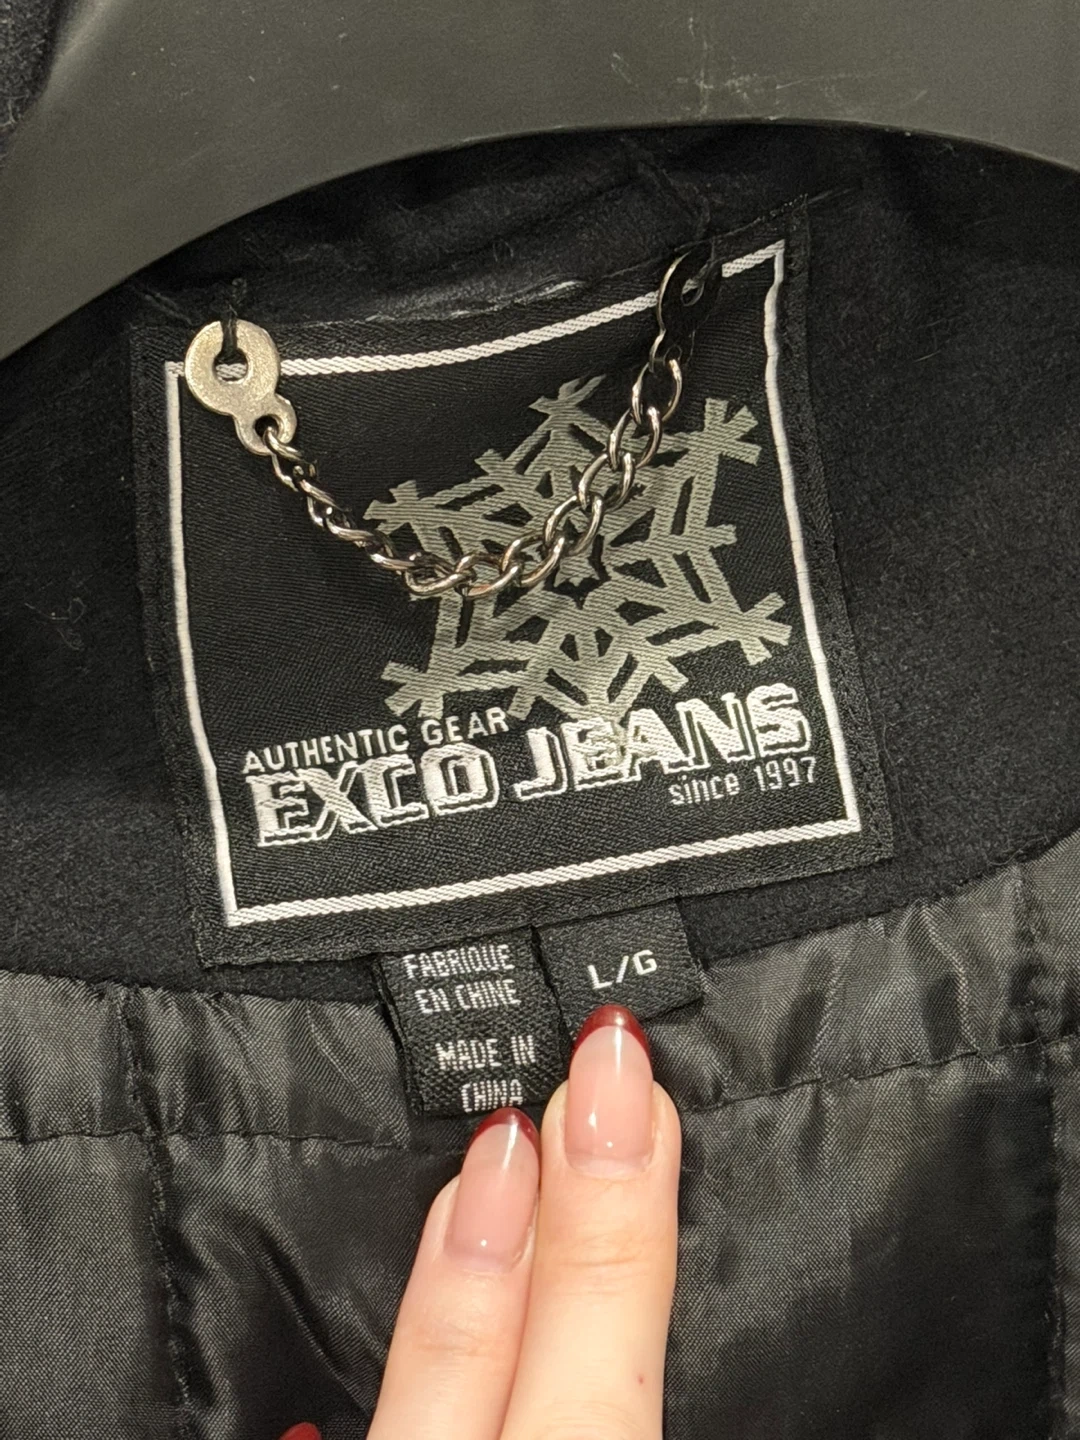 AUTHENTIC GEAR
EXCO JEANS
since 1997
FABRIQUE
EN CHINE
MADE IN
CHINA
L/G